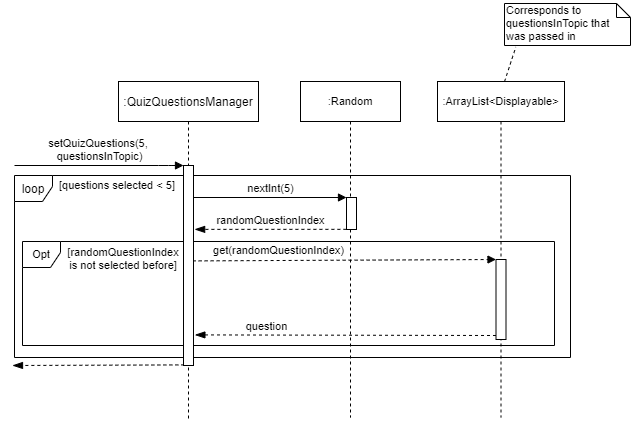 Corresponds to
questionsInTopic that
was passed in
:QuizQuestionsManager
:Random
:ArrayList<Displayable>
setQuizQuestions(5,
questionsInTopic)
loop
[questions selected < 5]
nextInt(5)
randomQuestionIndex
Opt
[randomQuestionIndex
is not selected before]
get(randomQuestionIndex)
question